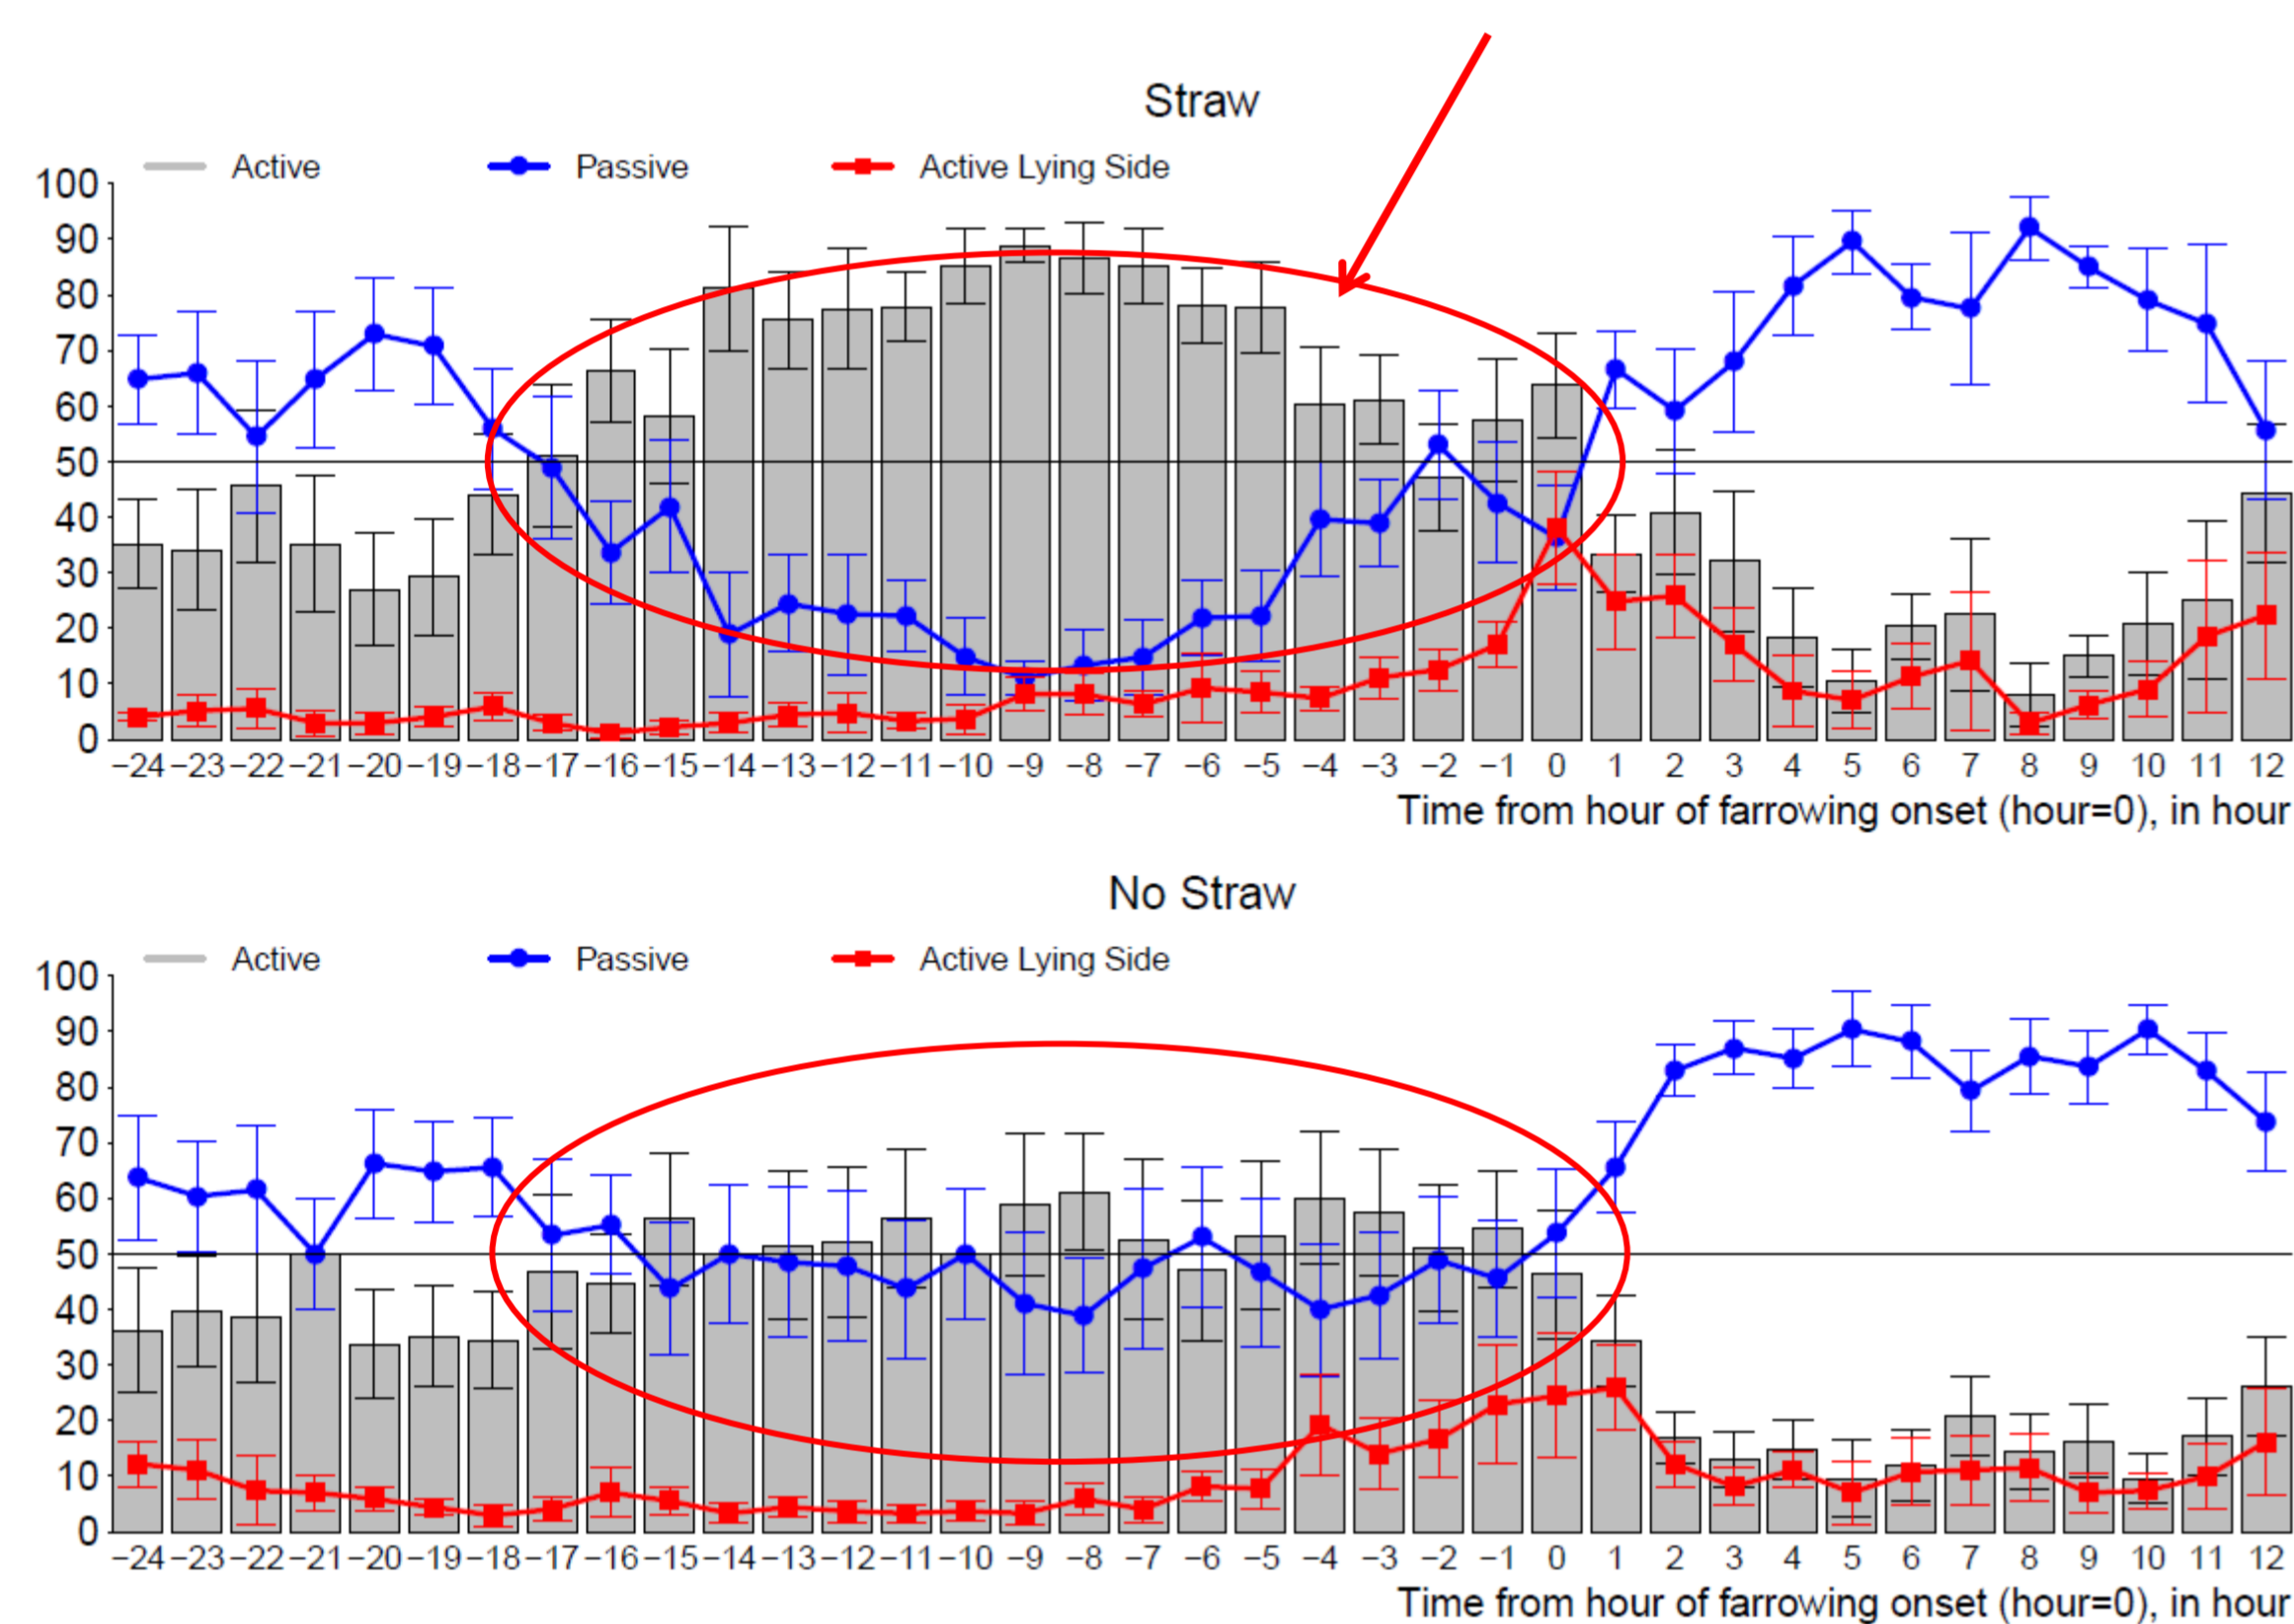 Straw
Active Passive Active Lying Side
100
90
80
70
60
50
40
30
20
10
0
−24 −23 −22 −21 −20 −19 −18 −17 −16 −15 −14 −13 −12 −11 −10 −9 −8 −7 −6 −5 −4 −3 −2 −1 0 1 2 3 4 5 6 7 8 9 10 11 12
Time from hour of farrowing onset (hour=0), in hour
No Straw
Active Passive Active Lying Side
100
90
80
70
60
50
40
30
20
10
0
−24 −23 −22 −21 −20 −19 −18 −17 −16 −15 −14 −13 −12 −11 −10 −9 −8 −7 −6 −5 −4 −3 −2 −1 0 1 2 3 4 5 6 7 8 9 10 11 12
Time from hour of farrowing onset (hour=0), in hour